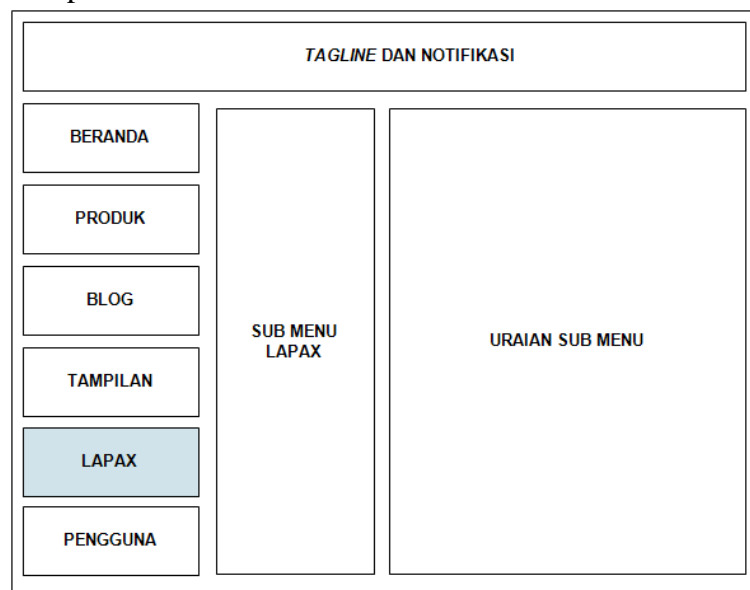 TAGLINE DAN NOTIFIKASI
BERANDA
PRODUK
BLOG
TAMPILAN
LAPAX
PENGGUNA
SUB MENU
LAPAX
URAIAN SUB MENU